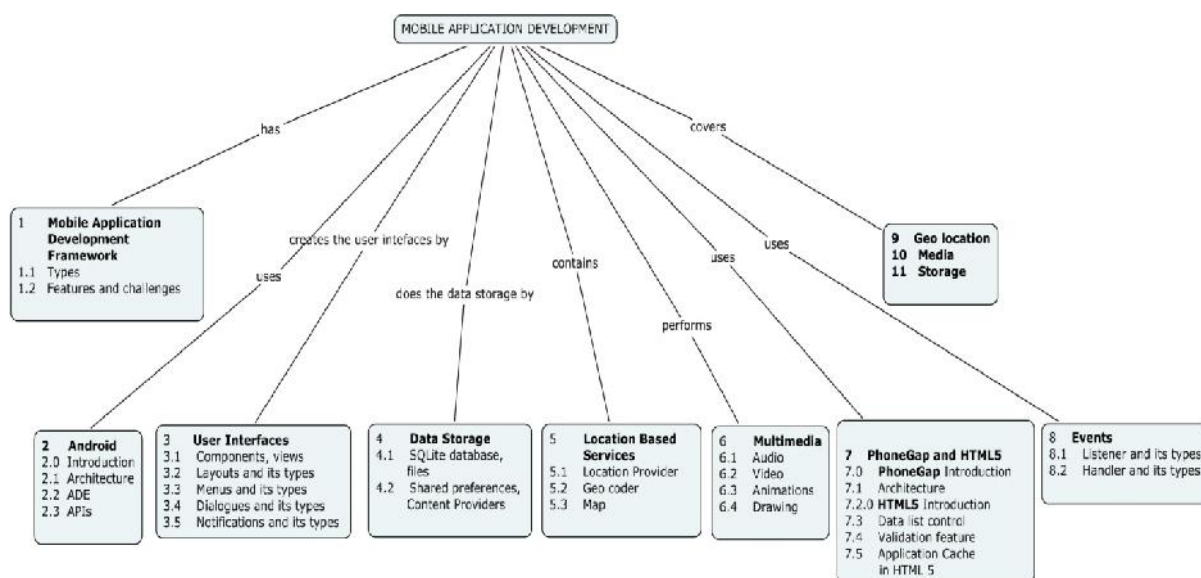 MOBILE APPLICATION DEVELOPMENT
has
covers
creates the user intefaces by
uses
uses
uses
contains
does the data storage by
performs
1 Mobile Application
Development
Framework
1.1 Types
1.2 Features and challenges
9 Geo location
10 Media
11 Storage
2 Android
2.0 Introduction
2.1 Architecture
2.2 ADE
2.3 APIs
3 User Interfaces
3.1 Components, views
3.2 Layouts and its types
3.3 Menus and its types
3.4 Dialogues and its types
3.5 Notifications and its types
4 Data Storage
4.1 SQLite database,
files
4.2 Shared preferences,
Content Providers
5 Location Based
Services
5.1 Location Provider
5.2 Geo coder
5.3 Map
6 Multimedia
6.1 Audio
6.2 Video
6.3 Animations
6.4 Drawing
7 PhoneGap and HTML5
7.0 PhoneGap Introduction
7.1 Architecture
7.2.0 HTML5 Introduction
7.3 Data list control
7.4 Validation feature
7.5 Application Cache
in HTML 5
8 Events
8.1 Listener and its types
8.2 Handler and its types